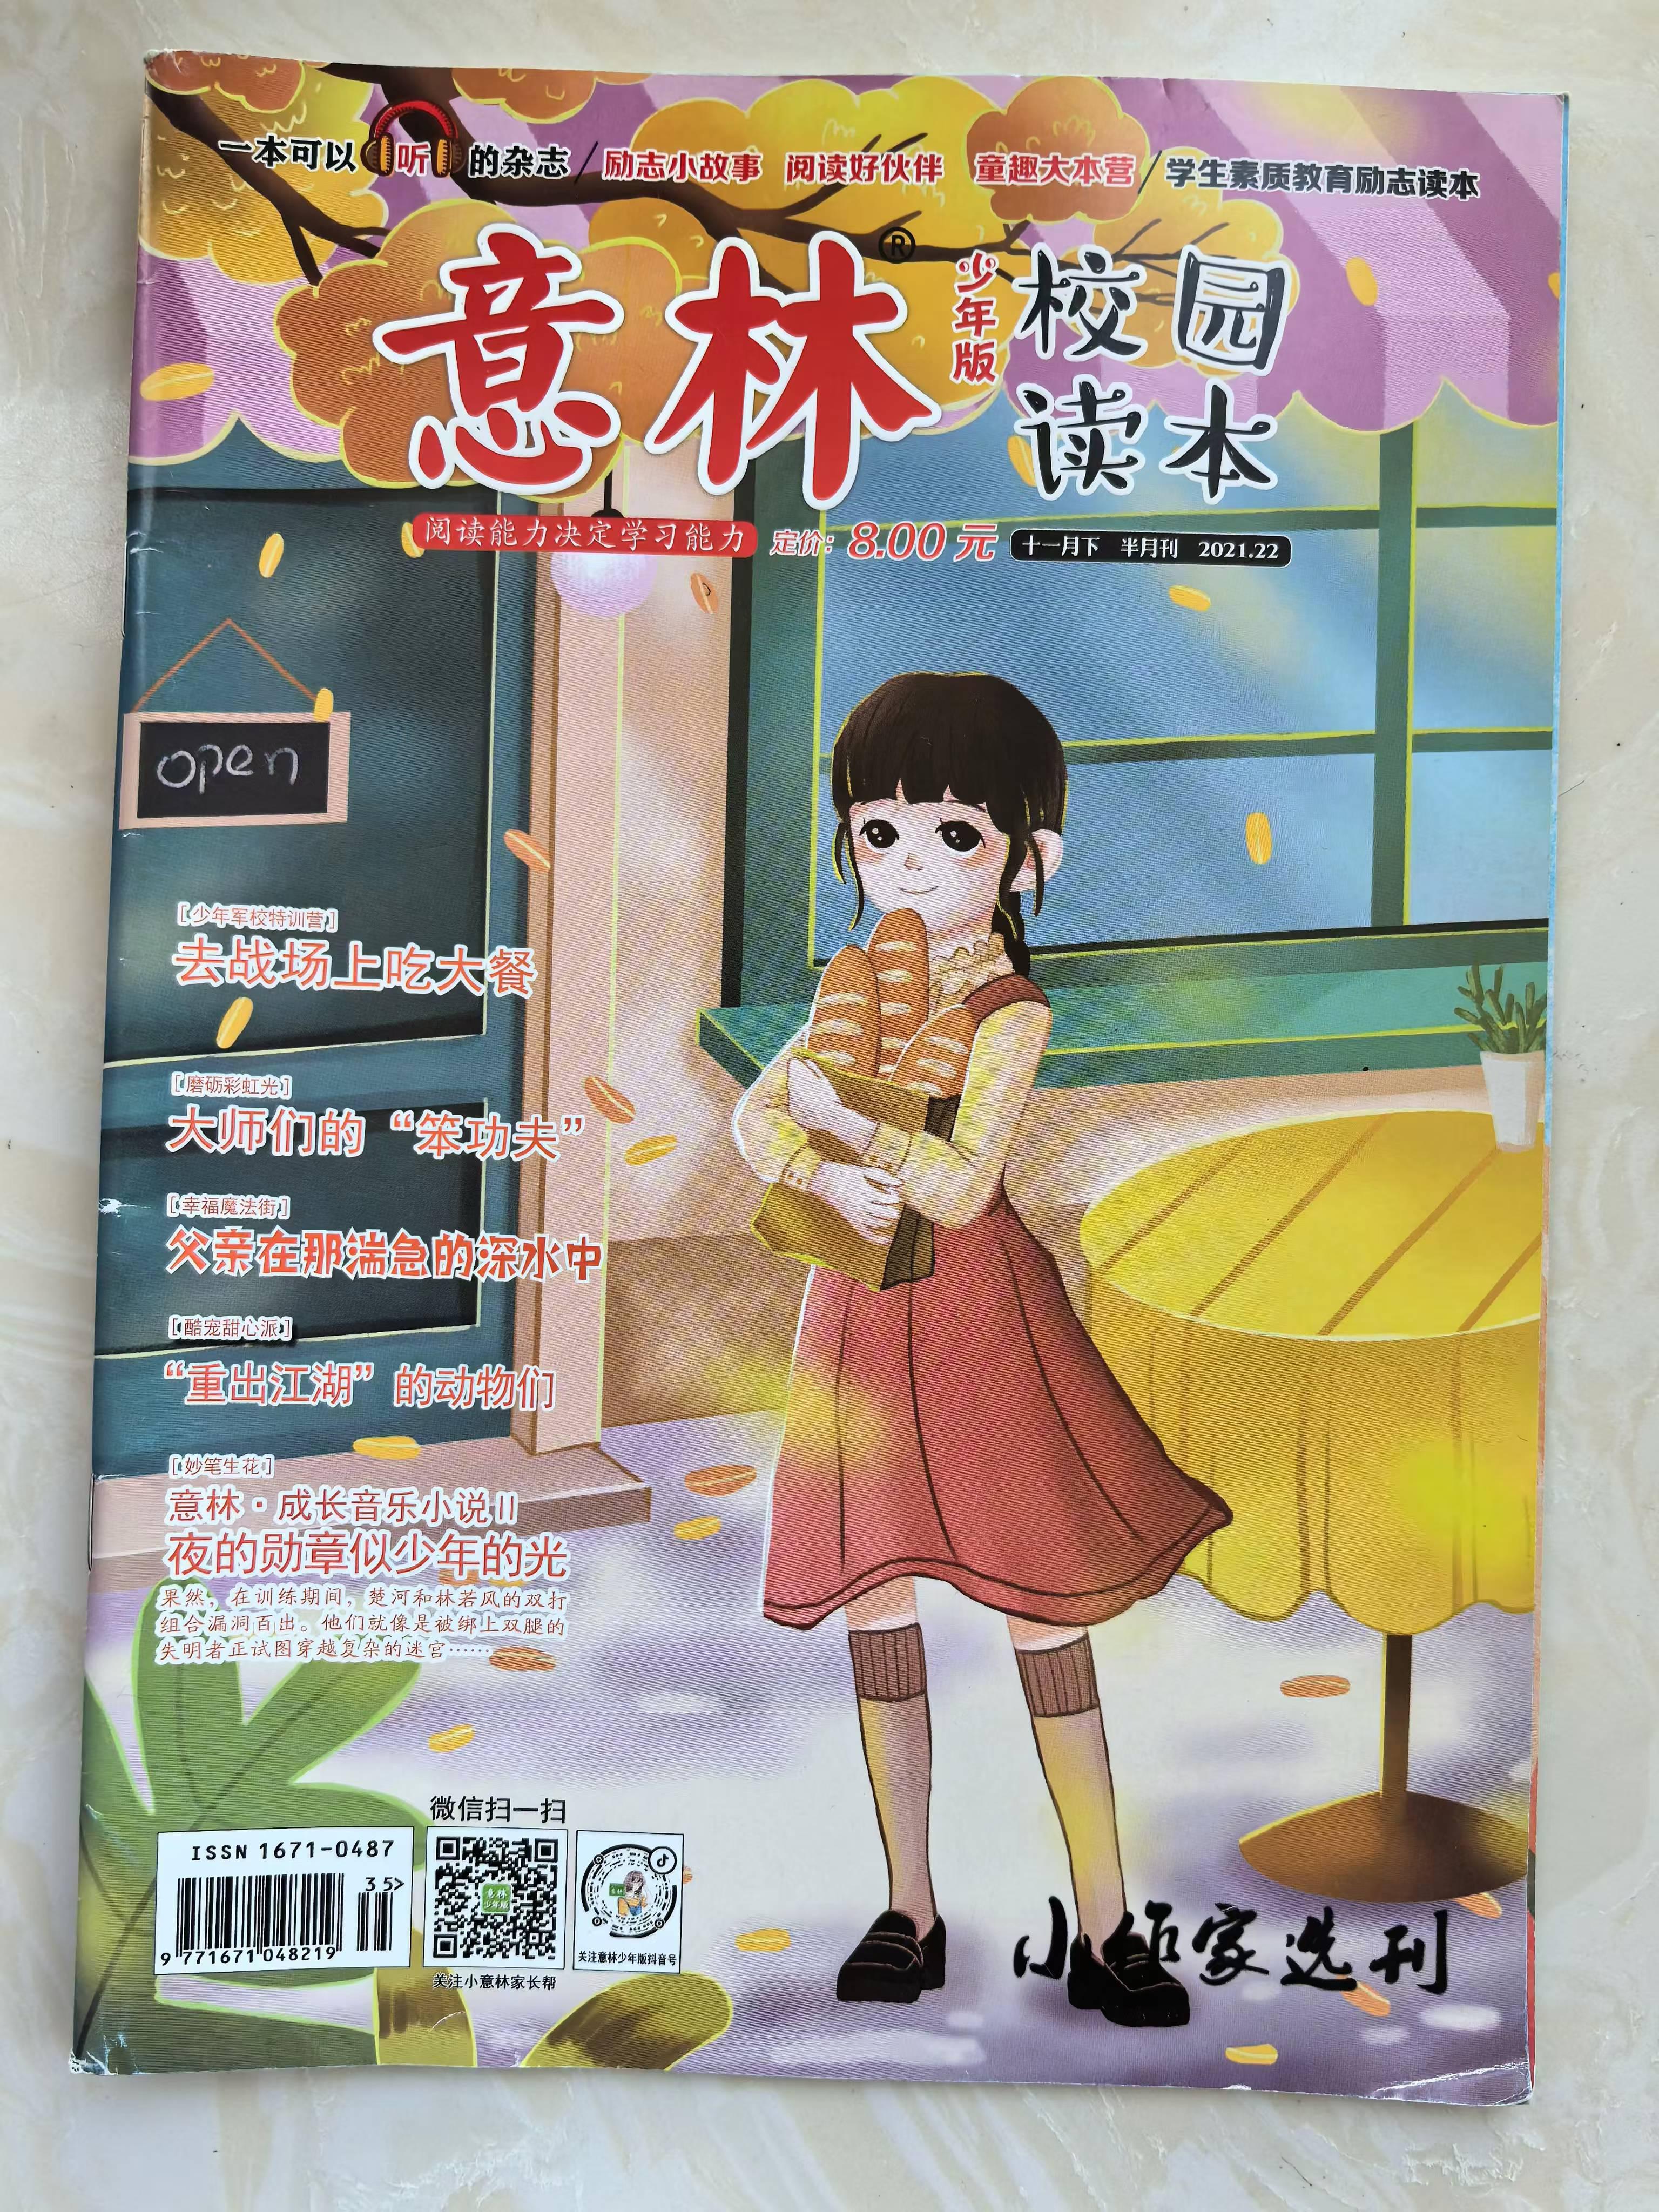 一本可以听的杂志/励志小故事 阅读好伙伴 童趣大本营/学生素质教育励志读本
意林®
少年版
校园
读本
阅读能力决定学习能力
定价：8.00元
十一月下 半月刊 2021.22
open
[少年军校特训营]
去战场上吃大餐
[磨砺彩虹光]
大师们的“笨功夫”
[幸福魔法街]
父亲在那湍急的深水中
[酷宠甜心派]
“重出江湖”的动物们
[妙笔生花]
意林·成长音乐小说Ⅱ
夜的勋章似少年的光
果然，在训练期间，楚河和林若风的双打
组合漏洞百出。他们就像是被绑上双腿的
失明者正试图穿越复杂的迷宫……
微信扫一扫
ISSN 1671-0487
35>
9 771671 048219
意林
少年版
关注小意林家长帮
关注意林少年版抖音号
小作家选刊